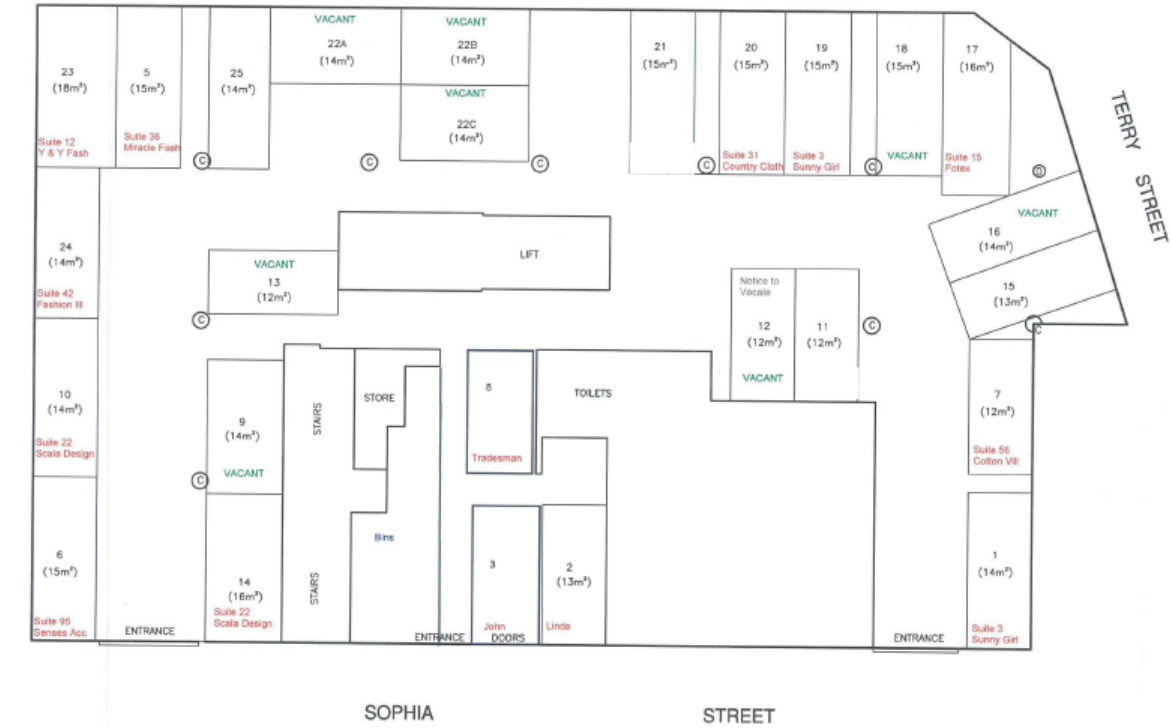 23
(18m²)
Suite 12
Y & Y Fash
5
(15m²)
Suite 36
Miracle Fash
25
(14m²)
VACANT
22A
(14m²)
VACANT
22B
(14m²)
VACANT
22C
(14m²)
21
(15m²)
20
(15m²)
Suite 31
Country Cloth
19
(15m²)
Suite 3
Sunny Girl
18
(15m²)
VACANT
17
(16m²)
Suite 15
Fotex
TERRY STREET
C
C
C
C
C
24
(14m²)
Suite 42
Fashion Ill
VACANT
13
(12m²)
LIFT
Notice to
Vacate
12
(12m²)
VACANT
11
(12m²)
VACANT
16
(14m²)
15
(13m²)
C
C
C
10
(14m²)
Suite 22
Scala Design
9
(14m²)
VACANT
STAIRS
STORE
8
Tradesman
TOILETS
7
(12m²)
Suite 56
Cotton Vill
C
6
(15m²)
Suite 95
Senses Acc
14
(16m²)
Suite 22
Scala Design
STAIRS
Bins
3
John
2
(13m²)
Linda
1
(14m²)
Suite 3
Sunny Girl
ENTRANCE
ENTRANCE
DOORS
ENTRANCE
SOPHIA STREET